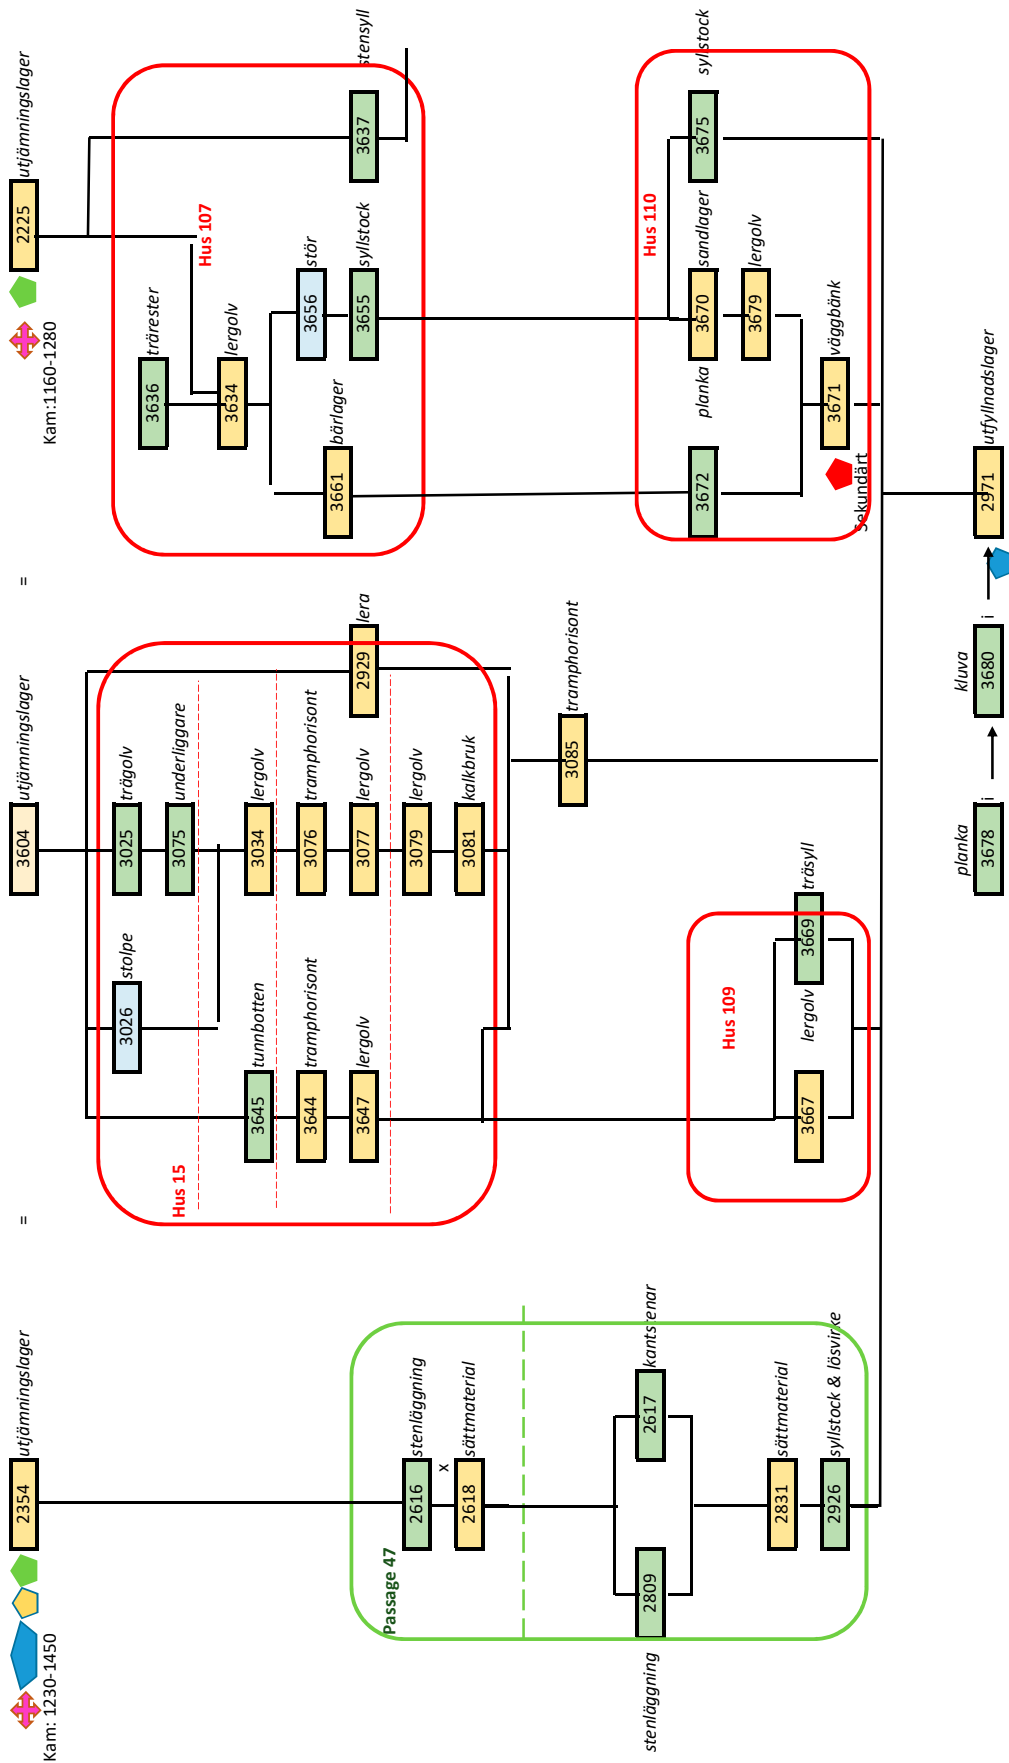 Kam: 1230-1450
2354
utjämningslager
=
3604
utjämningslager
=
Kam:1160-1280
2225
utjämningslager
Passage 47
2616
stenläggning
x
2618
sättmaterial
stenläggning
2809
2617
kantstenar
2831
sättmaterial
2926
syllstock & lösvirke
Hus 15
3026
stolpe
3025
trägolv
3075
underliggare
3645
tunnbotten
3034
lergolv
3644
tramphorisont
3076
tramphorisont
3647
lergolv
3077
lergolv
2929
lera
3079
lergolv
3081
kalkbruk
3085
tramphorisont
Hus 109
3667
lergolv
3669
träsyll
Hus 107
3636
trärester
3634
lergolv
3656
stör
3661
bärlager
3655
syllstock
3637
stensyll
Hus 110
3672
planka
3670
sandlager
3675
syllstock
3679
lergolv
3671
väggbänk
Sekundärt
planka
3678
i
kluva
3680
i
2971
utfyllnadslager